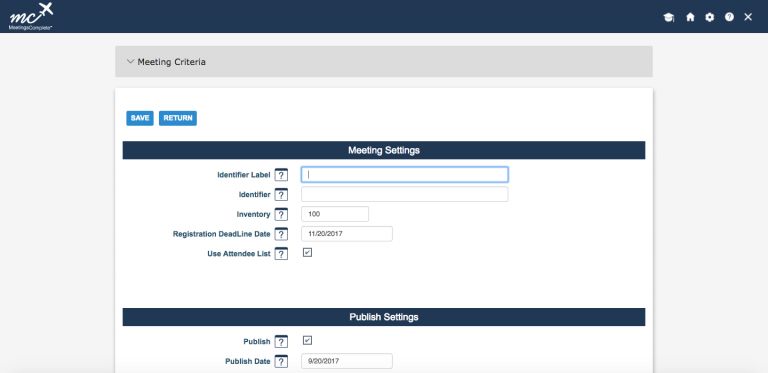 mc
MeetingsComplete™
Meeting Criteria
SAVE RETURN
Meeting Settings
Identifier Label ?
Identifier ?
Inventory ? 100
Registration DeadLine Date ? 11/20/2017
Use Attendee List ?
Publish Settings
Publish ?
Publish Date ? 9/20/2017